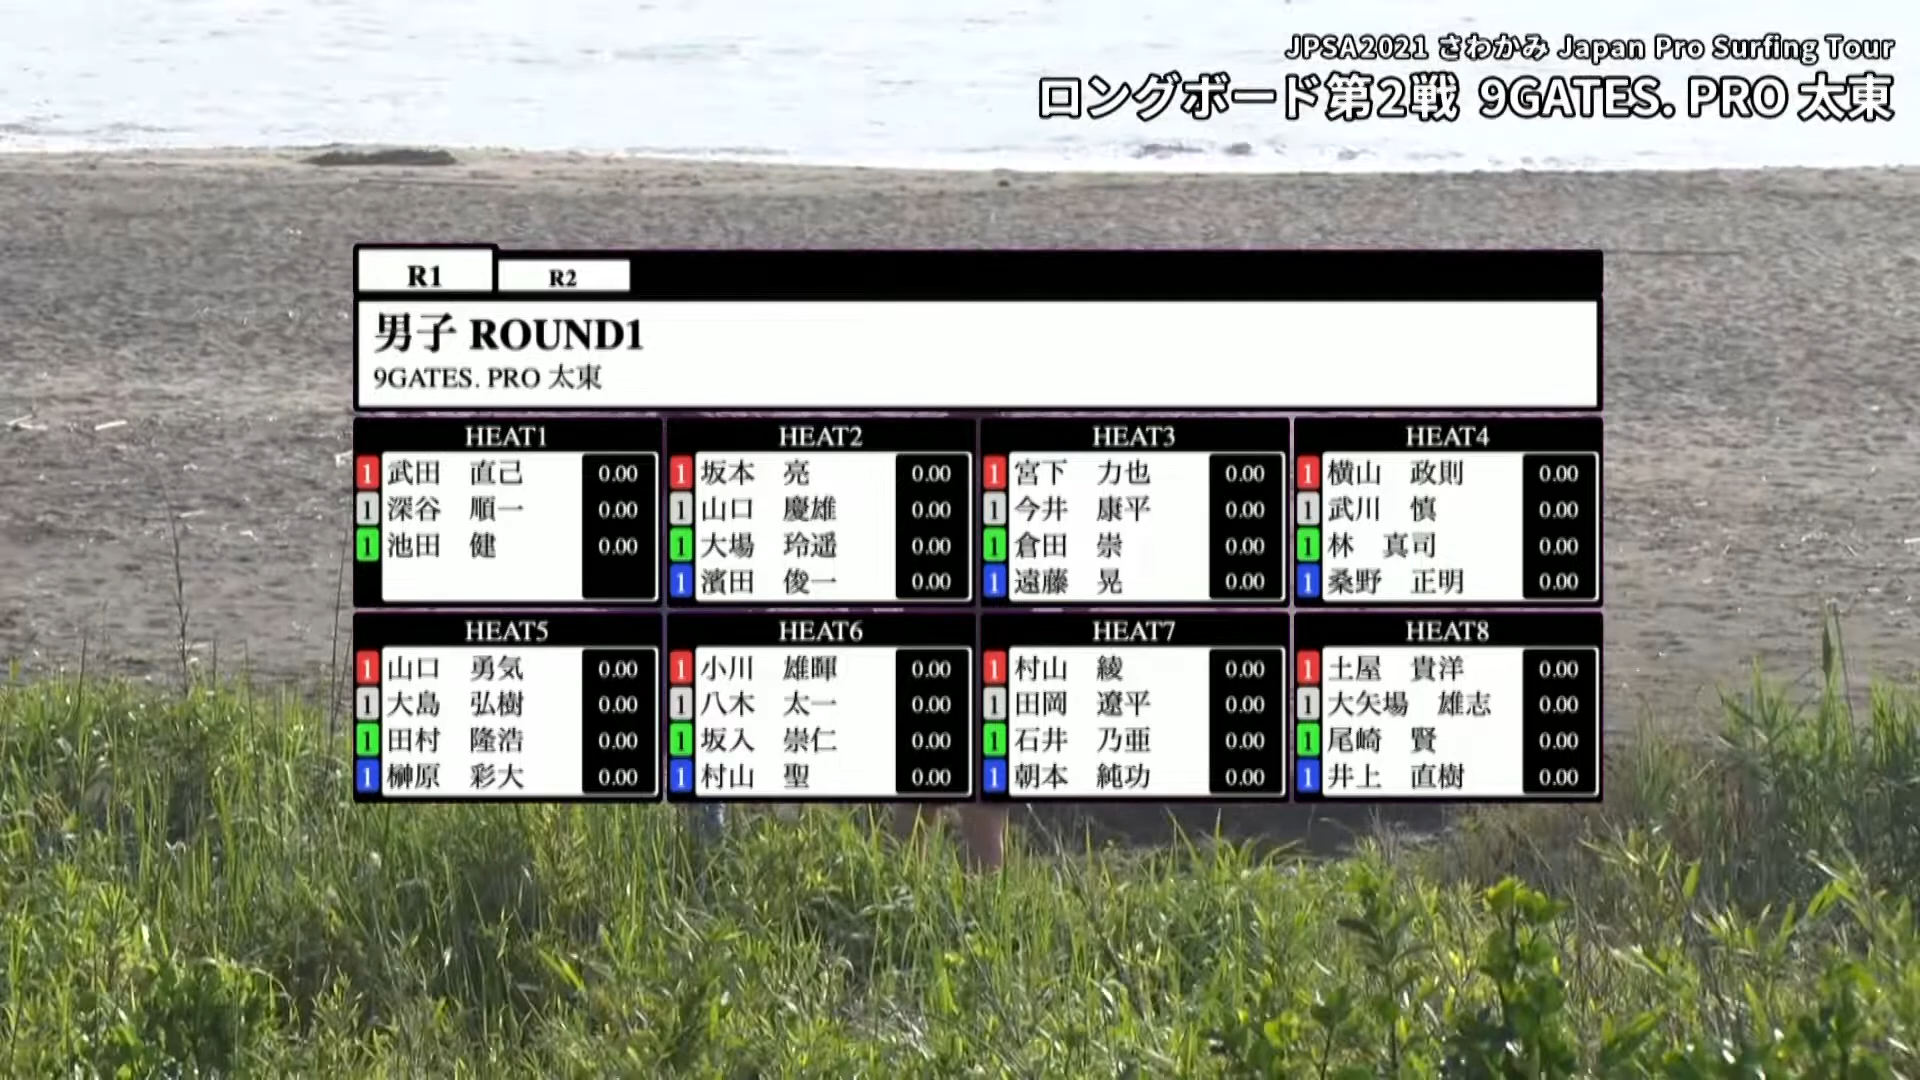 JPSA2021 さわかみ Japan Pro Surfing Tour
ロングボード第2戦 9GATES. PRO 太東
R1
R2
男子 ROUND1
9GATES. PRO 太東
HEAT1
1 武田 直己 0.00
1 深谷 順一 0.00
1 池田 健 0.00
HEAT2
1 坂本 亮 0.00
1 山口 慶雄 0.00
1 大場 玲遥 0.00
1 濱田 俊一 0.00
HEAT3
1 宮下 力也 0.00
1 今井 康平 0.00
1 倉田 崇 0.00
1 遠藤 晃 0.00
HEAT4
1 横山 政則 0.00
1 武川 慎 0.00
1 林 真司 0.00
1 桑野 正明 0.00
HEAT5
1 山口 勇気 0.00
1 大島 弘樹 0.00
1 田村 隆浩 0.00
1 榊原 彩大 0.00
HEAT6
1 小川 雄暉 0.00
1 八木 太一 0.00
1 坂入 崇仁 0.00
1 村山 聖 0.00
HEAT7
1 村山 綾 0.00
1 田岡 遼平 0.00
1 石井 乃亜 0.00
1 朝本 純功 0.00
HEAT8
1 土屋 貴洋 0.00
1 大矢場 雄志 0.00
1 尾崎 賢 0.00
1 井上 直樹 0.00